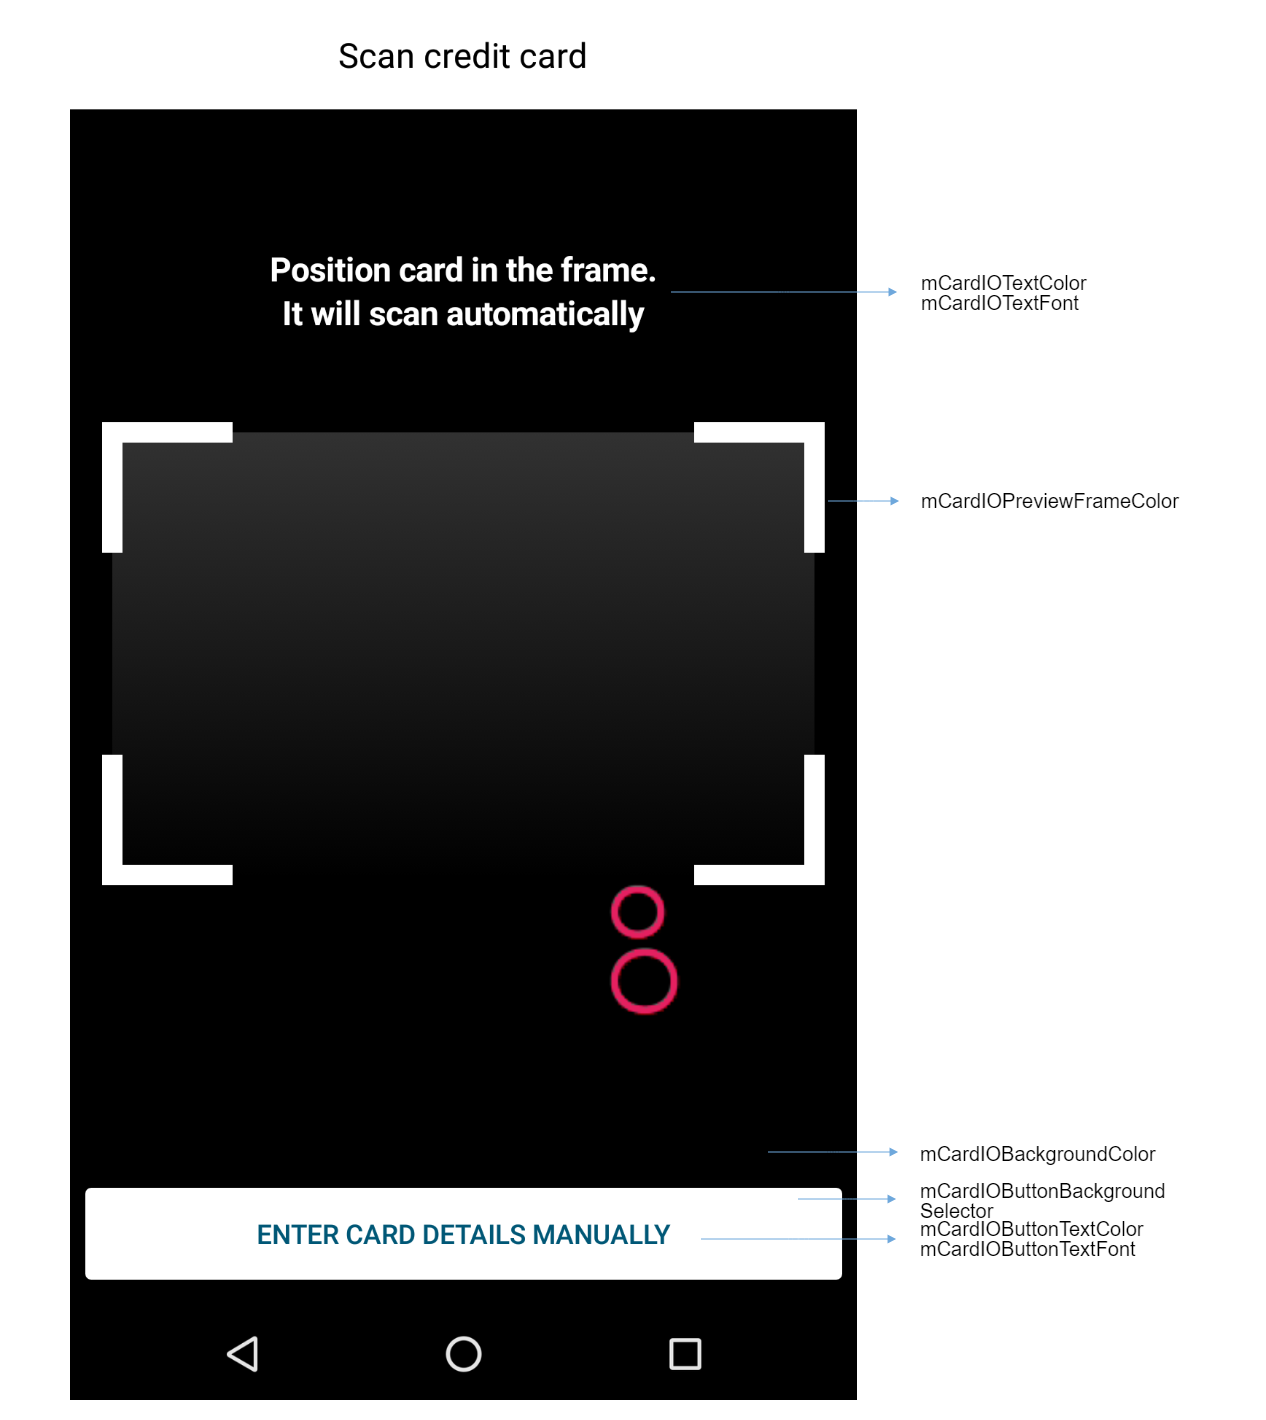 Scan credit card
Position card in the frame.
It will scan automatically
mCardIOTextColor
mCardIOTextFont
mCardIOPreviewFrameColor
mCardIOBackgroundColor
mCardIOButtonBackground
Selector
mCardIOButtonTextColor
mCardIOButtonTextFont
ENTER CARD DETAILS MANUALLY